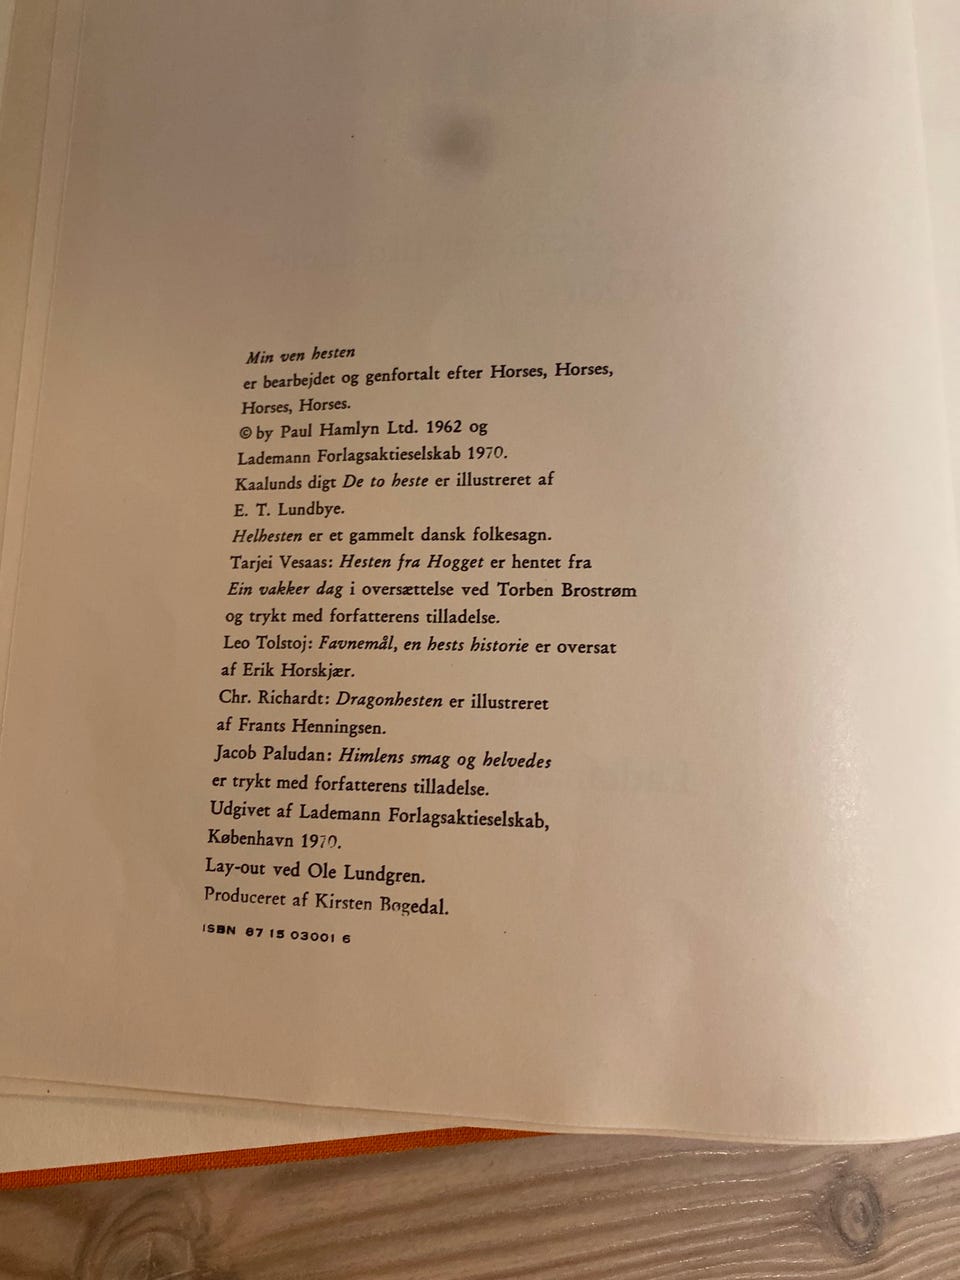 Min ven hesten
er bearbejdet og genfortalt efter Horses, Horses,
Horses, Horses.
© by Paul Hamlyn Ltd. 1962 og
Lademann Forlagsaktieselskab 1970.
Kaalunds digt De to heste er illustreret af
E. T. Lundbye.
Helhesten er et gammelt dansk folkesagn.
Tarjei Vesaas: Hesten fra Hogget er hentet fra
Ein vakker dag i oversættelse ved Torben Brostrøm
og trykt med forfatterens tilladelse.
Leo Tolstoj: Favnemål, en hests historie er oversat
af Erik Horskjær.
Chr. Richardt: Dragonhesten er illustreret
af Frants Henningsen.
Jacob Paludan: Himlens smag og helvedes
er trykt med forfatterens tilladelse.
Udgivet af Lademann Forlagsaktieselskab,
København 1970.
Lay-out ved Ole Lundgren.
Produceret af Kirsten Bøgedal.
ISBN 87 15 03001 6